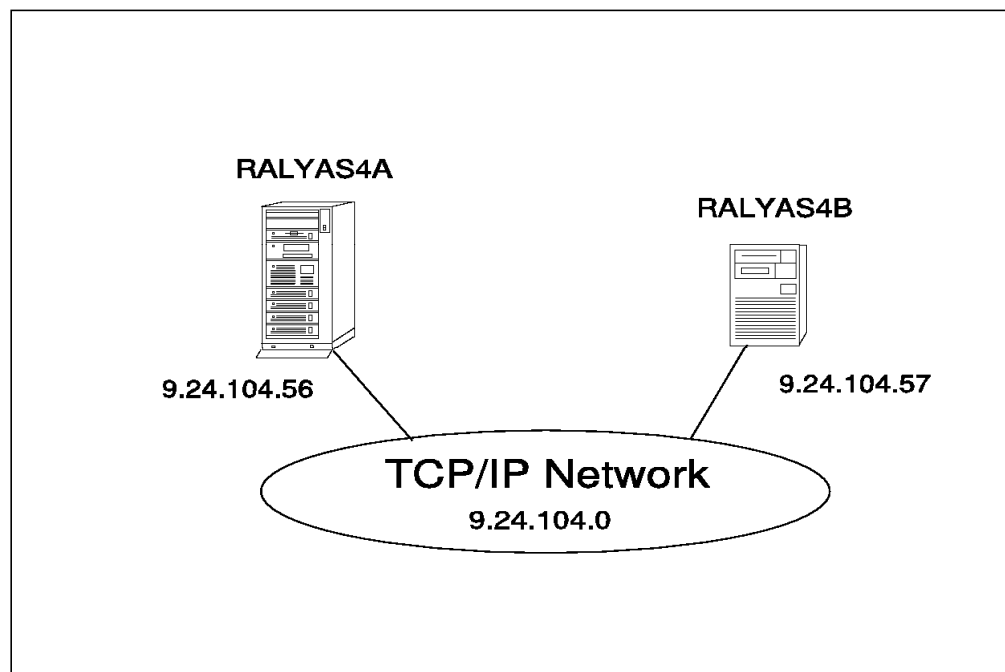 RALYAS4A
RALYAS4B
9.24.104.56
9.24.104.57
TCP/IP Network
9.24.104.0